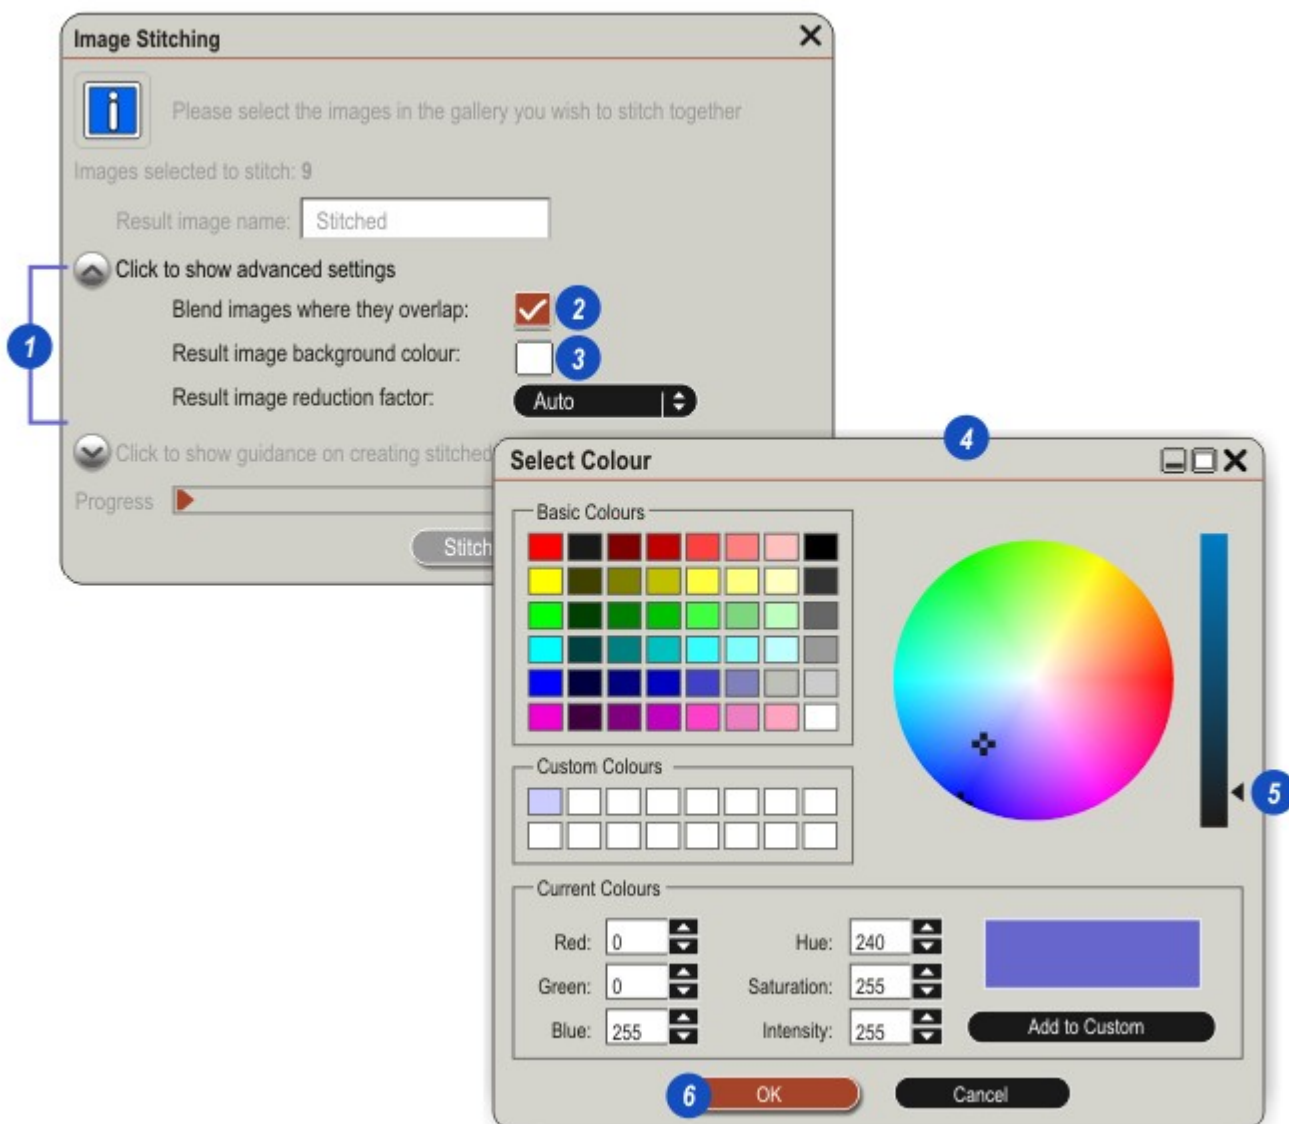 Image Stitching
Please select the images in the gallery you wish to stitch together
Images selected to stitch: 9
Result image name: Stitched
Click to show advanced settings
Blend images where they overlap: 2
Result image background colour: 3
1
Result image reduction factor: Auto
Click to show guidance on creating stitched
Progress
Stitch
4
Select Colour
Basic Colours
Custom Colours
5
Current Colours
Red: 0 Hue: 240
Green: 0 Saturation: 255
Blue: 255 Intensity: 255 Add to Custom
6 OK Cancel